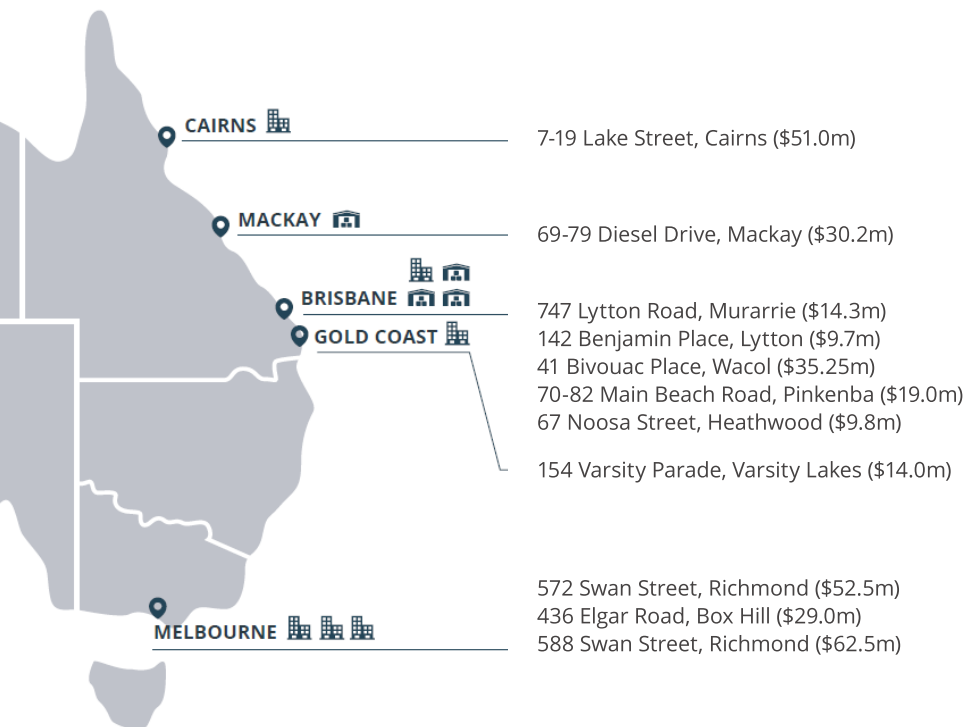 CAIRNS
7-19 Lake Street, Cairns ($51.0m)
MACKAY
69-79 Diesel Drive, Mackay ($30.2m)
BRISBANE
747 Lytton Road, Murarrie ($14.3m)
142 Benjamin Place, Lytton ($9.7m)
41 Bivouac Place, Wacol ($35.25m)
70-82 Main Beach Road, Pinkenba ($19.0m)
67 Noosa Street, Heathwood ($9.8m)
GOLD COAST
154 Varsity Parade, Varsity Lakes ($14.0m)
MELBOURNE
572 Swan Street, Richmond ($52.5m)
436 Elgar Road, Box Hill ($29.0m)
588 Swan Street, Richmond ($62.5m)